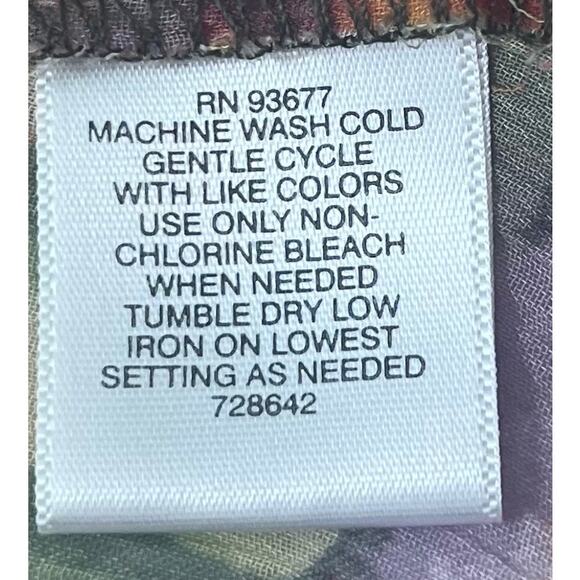 RN 93677
MACHINE WASH COLD
GENTLE CYCLE
WITH LIKE COLORS
USE ONLY NON-
CHLORINE BLEACH
WHEN NEEDED
TUMBLE DRY LOW
IRON ON LOWEST
SETTING AS NEEDED
728642